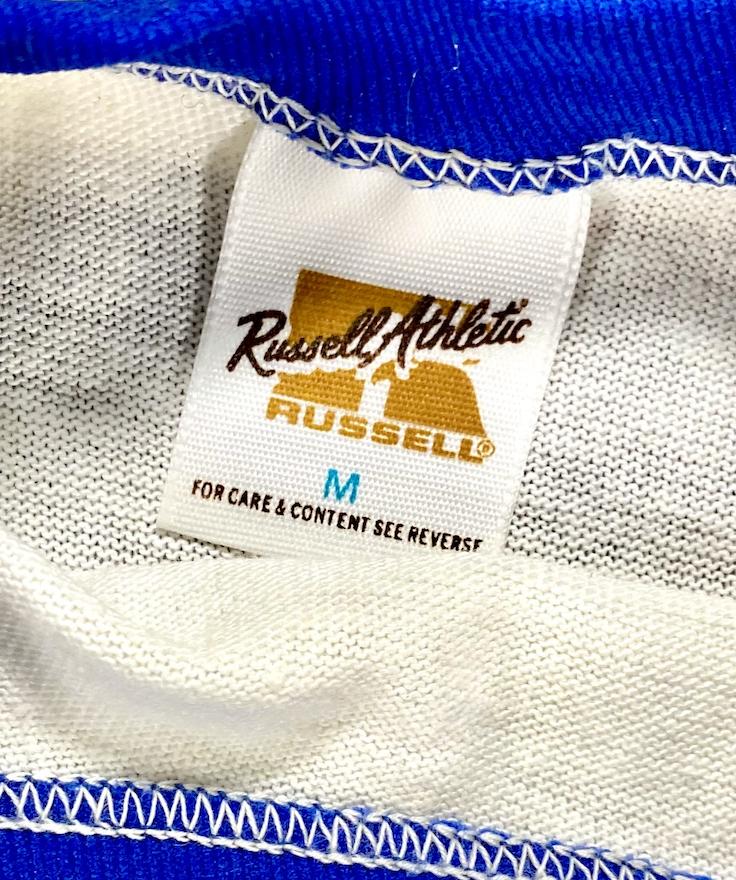 Russell Athletic
RUSSELL®
M
FOR CARE & CONTENT SEE REVERSE